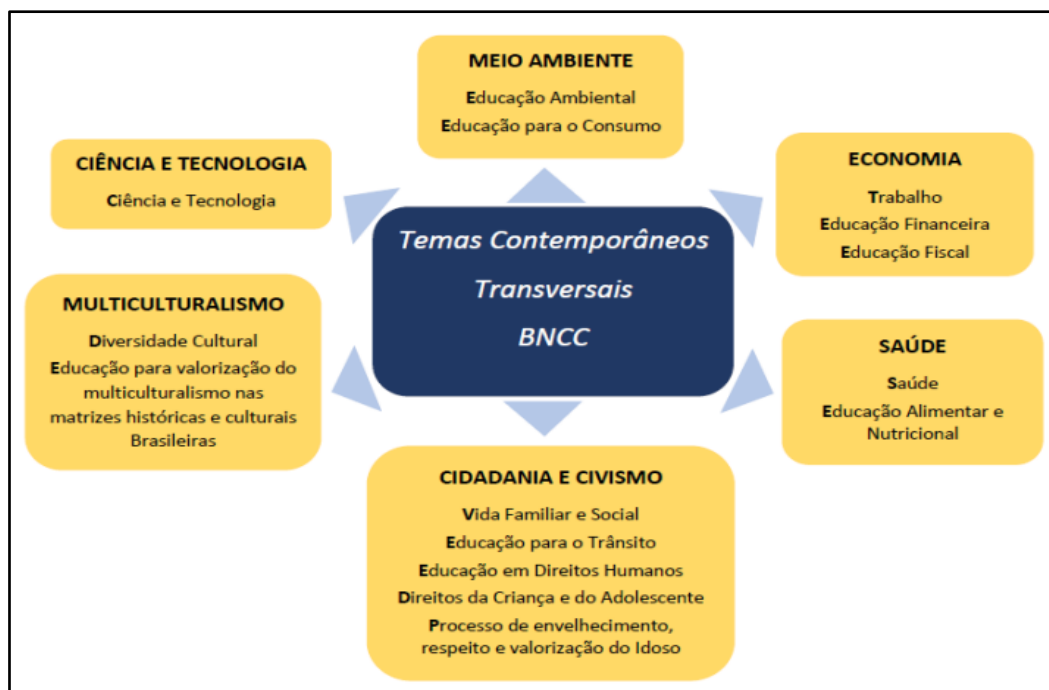 MEIO AMBIENTE
Educação Ambiental
Educação para o Consumo
CIÊNCIA E TECNOLOGIA
Ciência e Tecnologia
ECONOMIA
Trabalho
Educação Financeira
Educação Fiscal
Temas Contemporâneos
Transversais
BNCC
MULTICULTURALISMO
Diversidade Cultural
Educação para valorização do
multiculturalismo nas
matrizes históricas e culturais
Brasileiras
SAÚDE
Saúde
Educação Alimentar e
Nutricional
CIDADANIA E CIVISMO
Vida Familiar e Social
Educação para o Trânsito
Educação em Direitos Humanos
Direitos da Criança e do Adolescente
Processo de envelhecimento,
respeito e valorização do Idoso